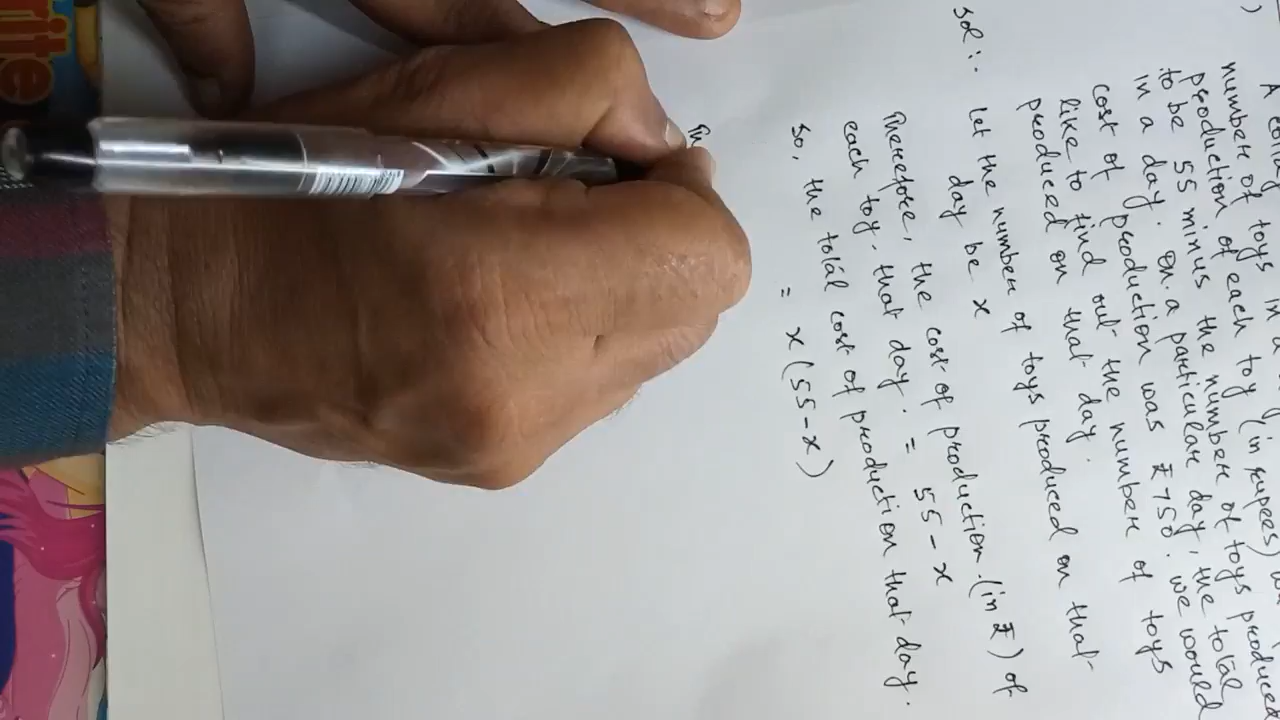 )
A
of toys in a
number of each toy (in rupees)
production of each toy
to be 55 minus the number of toys produced
in a day. On a particular day, the total
cost of production was ₹ 750. we would
like to find out the number of toys
produced on that day.
Sol :- Let the number of toys produced on that
day be x
Therefore, the cost of production (in ₹) of
each toy that day. = 55 - x
So, the total cost of production that day.
= x (55 - x)